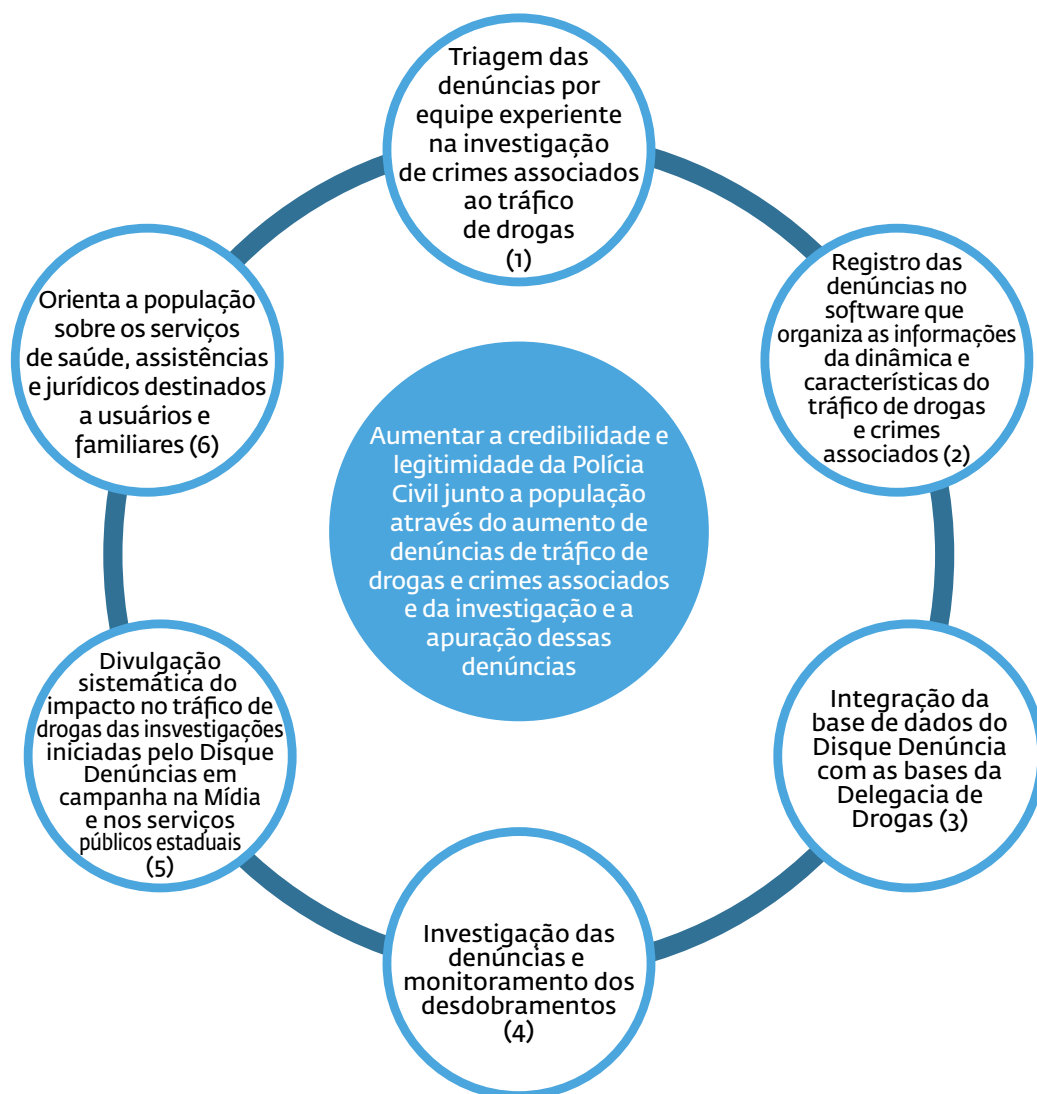 Triagem das
denúncias por
equipe experiente
na investigação
de crimes associados
ao tráfico
de drogas
(1)
Registro das
denúncias no
software que
organiza as informações
da dinâmica e
características do
tráfico de drogas
e crimes
associados (2)
Integração da
base de dados do
Disque Denúncia
com as bases da
Delegacia de
Drogas (3)
Investigação das
denúncias e
monitoramento dos
desdobramentos
(4)
Divulgação
sistemática do
impacto no tráfico de
drogas das insvestigações
iniciadas pelo Disque
Denúncias em
campanha na Mídia
e nos serviços
públicos estaduais
(5)
Orienta a população
sobre os serviços
de saúde, assistências
e jurídicos destinados
a usuários e
familiares (6)
Aumentar a credibilidade e
legitimidade da Polícia
Civil junto a população
através do aumento de
denúncias de tráfico de
drogas e crimes associados
e da investigação e a
apuração dessas
denúncias